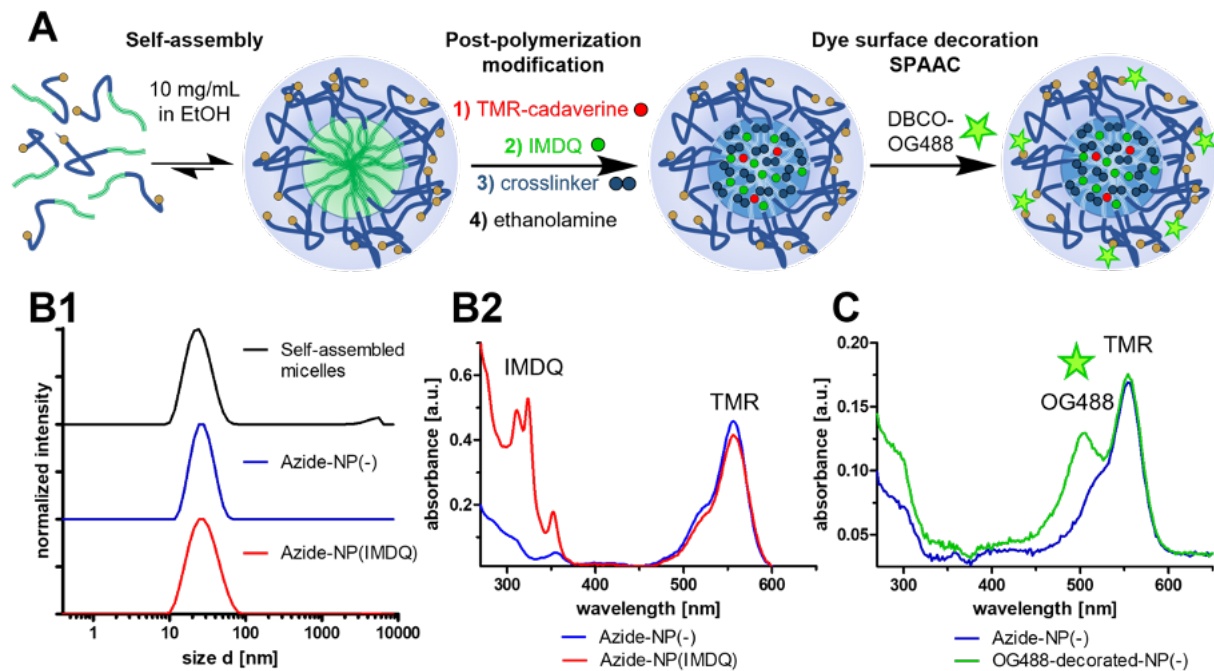 A
Self-assembly
10 mg/mL
in EtOH
Post-polymerization
modification
1) TMR-cadaverine
2) IMDQ
3) crosslinker
4) ethanolamine
Dye surface decoration
SPAAC
DBCO-
OG488
B1
normalized intensity
Self-assembled
micelles
Azide-NP(-)
Azide-NP(IMDQ)
1 10 100 1000 10000
size d [nm]
B2
absorbance [a.u.]
0.6
0.4
0.2
IMDQ
TMR
300 400 500 600
wavelength [nm]
Azide-NP(-)
Azide-NP(IMDQ)
C
absorbance [a.u.]
0.20
0.15
0.10
0.05
TMR
OG488
300 400 500 600
wavelength [nm]
Azide-NP(-)
OG488-decorated-NP(-)